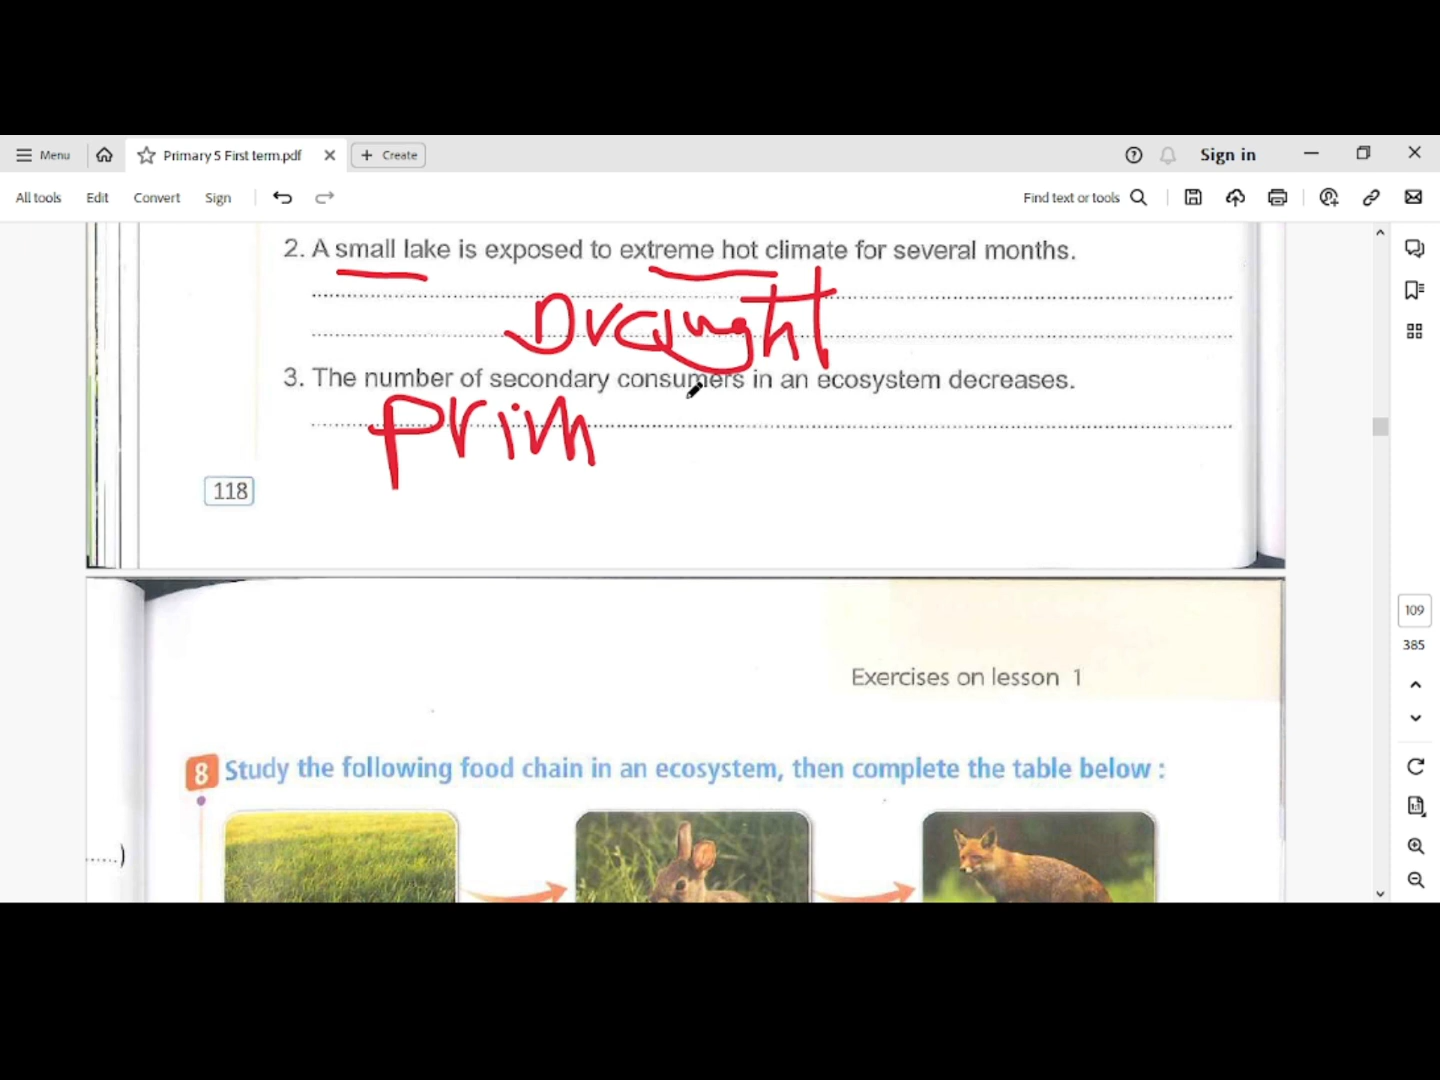 Menu
Primary 5 First term.pdf
Create
Sign in
All tools Edit Convert Sign
Find text or tools
2. A small lake is exposed to extreme hot climate for several months.
Draught
3. The number of secondary consumers in an ecosystem decreases.
prim
118
109
385
Exercises on lesson 1
8 Study the following food chain in an ecosystem, then complete the table below :
......)